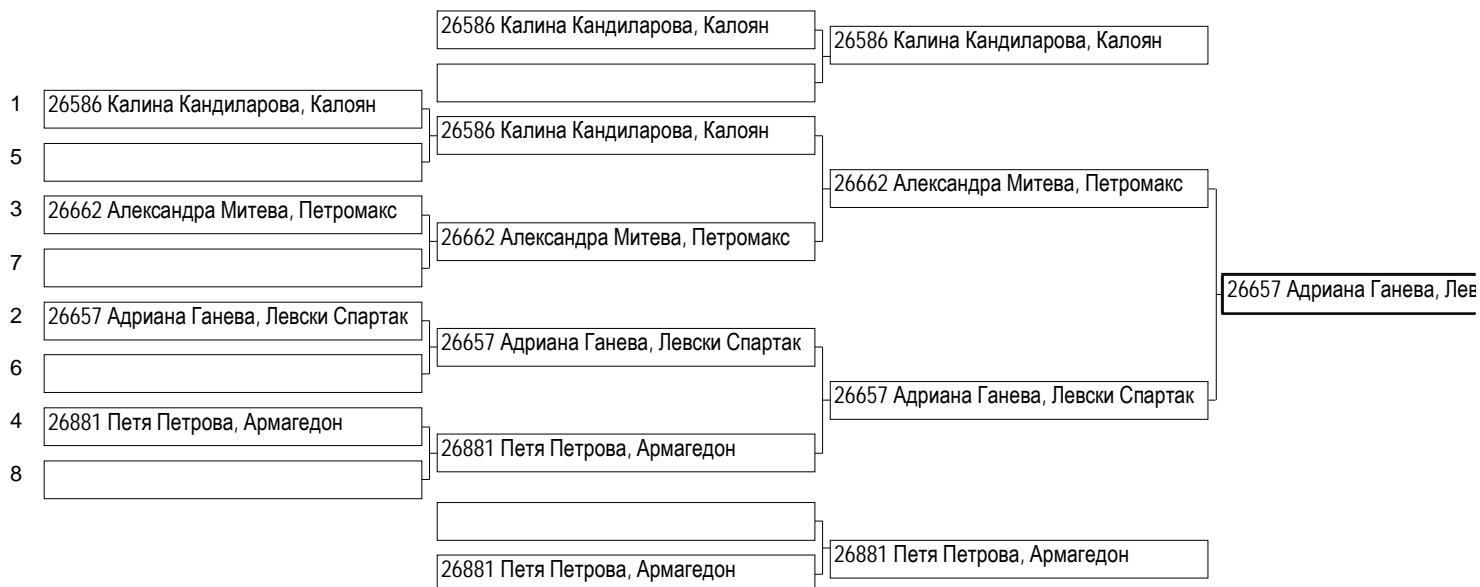 26586 Калина Кандиларова, Калоян
26586 Калина Кандиларова, Калоян
1 26586 Калина Кандиларова, Калоян
26586 Калина Кандиларова, Калоян
5
26662 Александра Митева, Петромакс
3 26662 Александра Митева, Петромакс
26662 Александра Митева, Петромакс
7
26657 Адриана Ганева, Лев
2 26657 Адриана Ганева, Левски Спартак
26657 Адриана Ганева, Левски Спартак
6
26657 Адриана Ганева, Левски Спартак
4 26881 Петя Петрова, Армагедон
26881 Петя Петрова, Армагедон
8
26881 Петя Петрова, Армагедон
26881 Петя Петрова, Армагедон